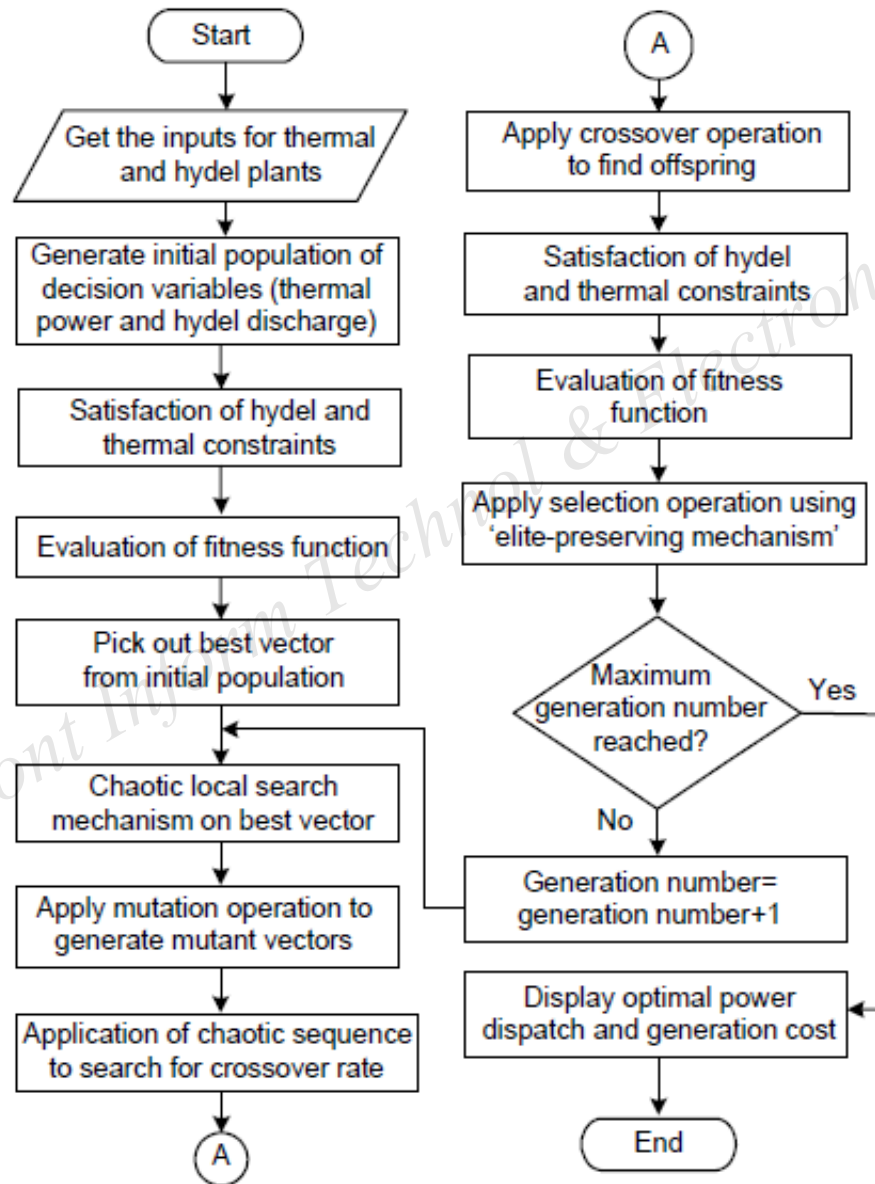 Start
Get the inputs for thermal
and hydel plants
Generate initial population of
decision variables (thermal
power and hydel discharge)
Satisfaction of hydel and
thermal constraints
Evaluation of fitness function
Pick out best vector
from initial population
Chaotic local search
mechanism on best vector
Apply mutation operation to
generate mutant vectors
Application of chaotic sequence
to search for crossover rate
A
A
Apply crossover operation
to find offspring
Satisfaction of hydel
and thermal constraints
Evaluation of fitness
function
Apply selection operation using
‘elite-preserving mechanism’
Maximum
generation number
reached?
Yes
No
Generation number=
generation number+1
Display optimal power
dispatch and generation cost
End
ont Inform Technol & Electron